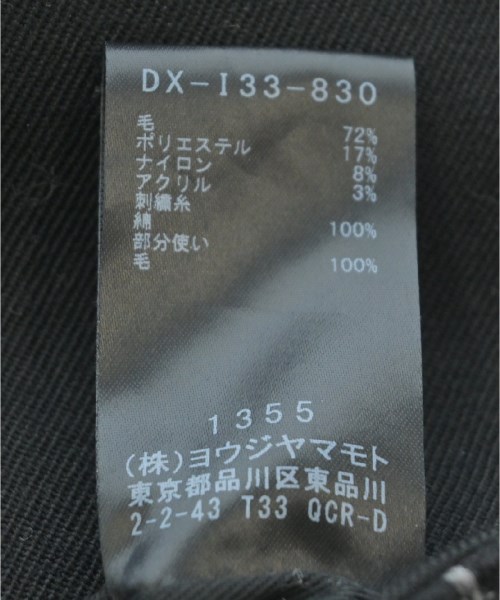 DX-I33-830
毛 72%
ポリエステル 17%
ナイロン 8%
アクリル 3%
刺繍糸
綿 100%
部分使い
毛 100%
1355
(株)ヨウジヤマモト
東京都品川区東品川
2-2-43 T33 QCR-D